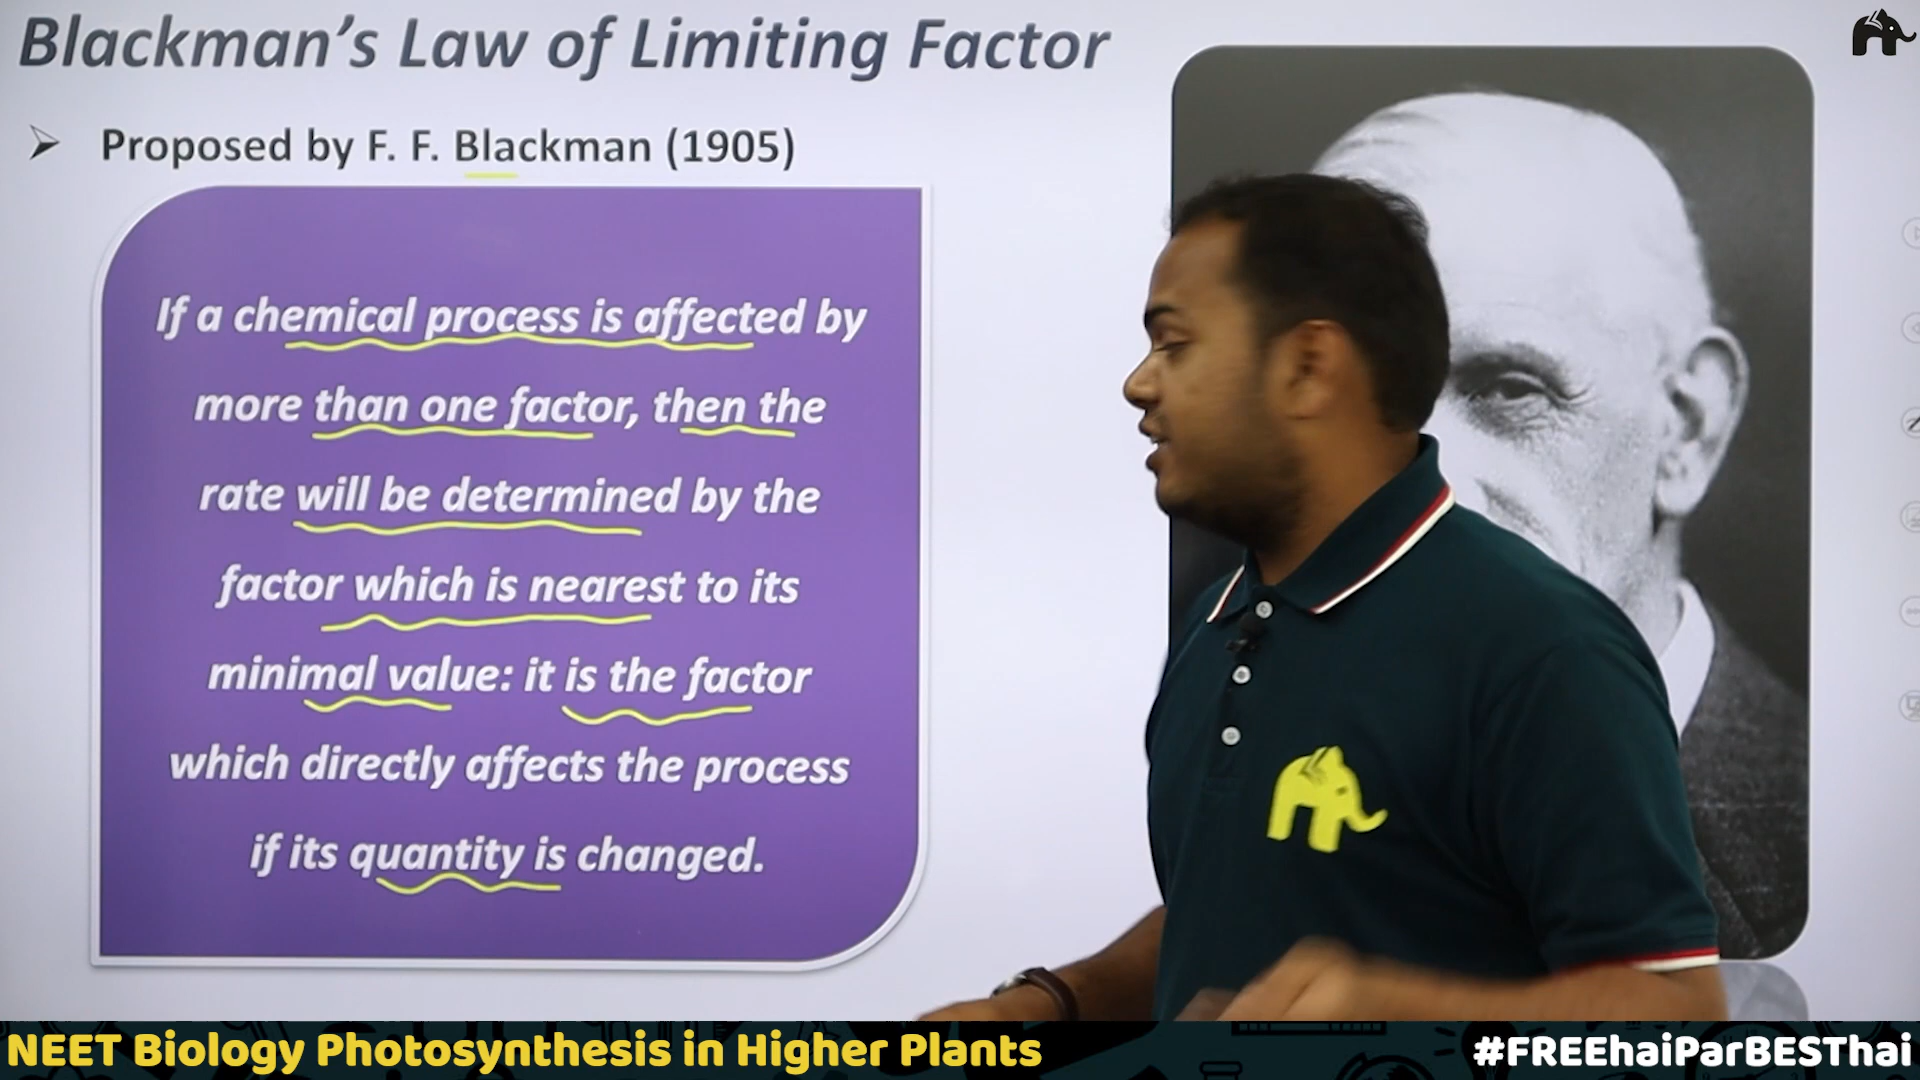 Blackman's Law of Limiting Factor
➢ Proposed by F. F. Blackman (1905)
If a chemical process is affected by
more than one factor, then the
rate will be determined by the
factor which is nearest to its
minimal value: it is the factor
which directly affects the process
if its quantity is changed.
NEET Biology Photosynthesis in Higher Plants
#FREEhaiParBESThai